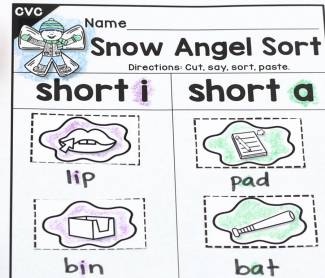 CVC
Name
Snow Angel Sort
Directions: Cut, say, sort, paste.
short i short a
lip pad
bin bat